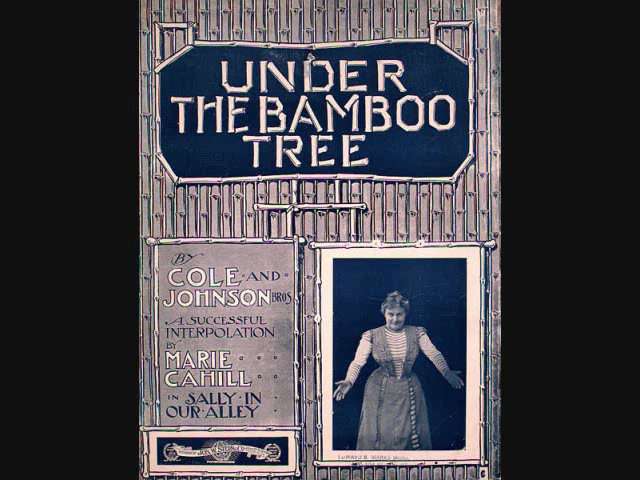 UNDER
THE BAMBOO
TREE
BY
COLE AND
JOHNSON BROS
A SUCCESSFUL
INTERPOLATION
BY
MARIE
CAHILL
IN SALLY IN
OUR ALLEY
EDWARD B. MARKS MUSIC